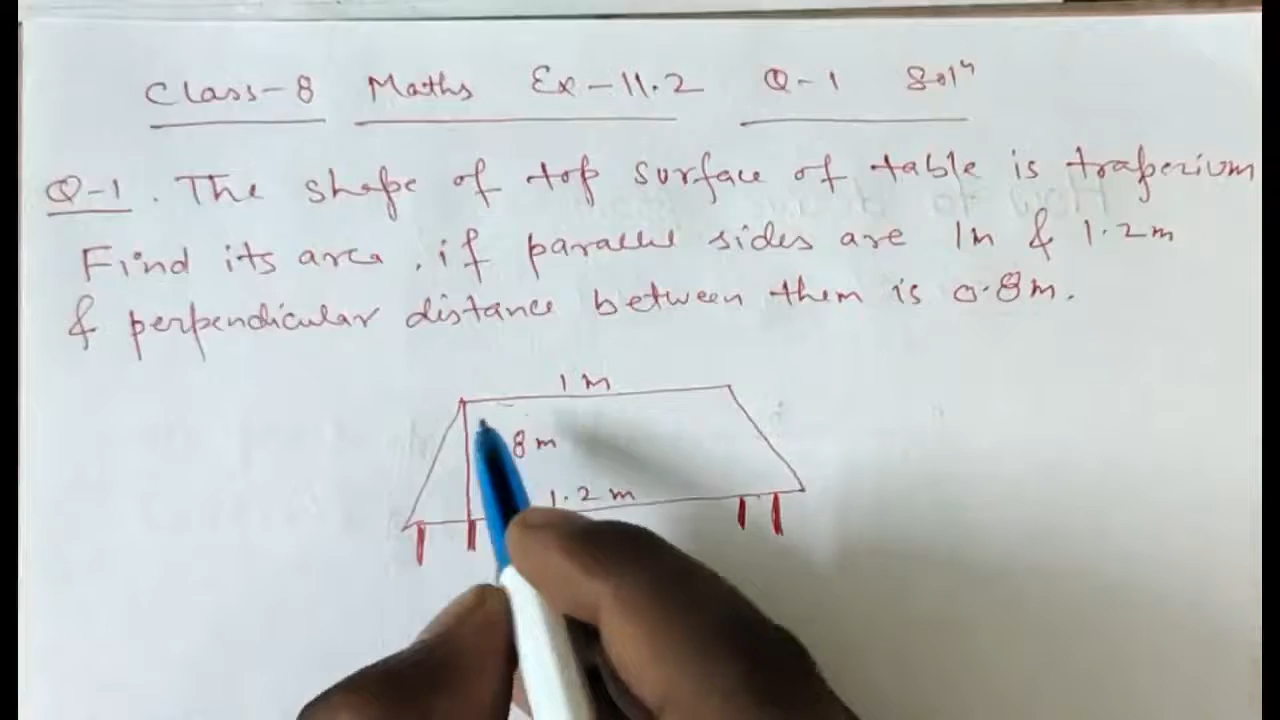 Class-8 Maths Ex-11.2 Q-1 Solⁿ
Q-1. The shape of top surface of table is trapezium
Find its area, if parallel sides are 1m & 1.2m
& perpendicular distance between them is 0.8m.
1 m
8 m
1.2 m